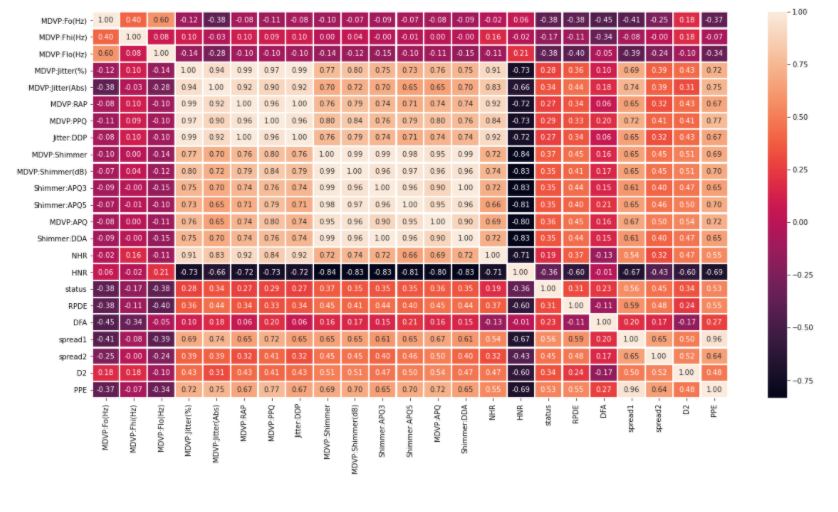 MDVP:Fo(Hz) 1.00 0.40 0.60 -0.12 -0.38 -0.08 -0.11 -0.08 -0.10 -0.07 -0.09 -0.07 -0.08 -0.09 -0.02 0.06 -0.38 -0.38 -0.45 -0.41 -0.25 0.18 -0.37
MDVP:Fhi(Hz) 0.40 1.00 0.08 0.10 -0.03 0.10 0.09 0.10 0.00 0.04 -0.00 -0.01 0.00 -0.00 0.16 -0.02 -0.17 -0.11 -0.34 -0.08 -0.00 0.18 -0.07
MDVP:Flo(Hz) 0.60 0.08 1.00 -0.14 -0.28 -0.10 -0.10 -0.10 -0.14 -0.12 -0.15 -0.10 -0.11 -0.15 -0.11 0.21 -0.38 -0.40 -0.05 -0.39 -0.24 -0.10 -0.34
MDVP:Jitter(%) -0.12 0.10 -0.14 1.00 0.94 0.99 0.97 0.99 0.77 0.80 0.75 0.73 0.76 0.75 0.91 -0.73 0.28 0.36 0.10 0.69 0.39 0.43 0.72
MDVP:Jitter(Abs) -0.38 -0.03 -0.28 0.94 1.00 0.92 0.90 0.92 0.70 0.72 0.70 0.65 0.65 0.70 0.83 -0.66 0.34 0.44 0.18 0.74 0.39 0.31 0.75
MDVP:RAP -0.08 0.10 -0.10 0.99 0.92 1.00 0.96 1.00 0.76 0.79 0.74 0.71 0.74 0.74 0.92 -0.72 0.27 0.34 0.06 0.65 0.32 0.43 0.67
MDVP:PPQ -0.11 0.09 -0.10 0.97 0.90 0.96 1.00 0.96 0.80 0.84 0.76 0.79 0.80 0.76 0.84 -0.73 0.29 0.33 0.20 0.72 0.41 0.41 0.77
Jitter:DDP -0.08 0.10 -0.10 0.99 0.92 1.00 0.96 1.00 0.76 0.79 0.74 0.71 0.74 0.74 0.92 -0.72 0.27 0.34 0.06 0.65 0.32 0.43 0.67
MDVP:Shimmer -0.10 0.00 -0.14 0.77 0.70 0.76 0.80 0.76 1.00 0.99 0.99 0.98 0.95 0.99 0.72 -0.84 0.37 0.45 0.16 0.65 0.45 0.51 0.69
MDVP:Shimmer(dB) -0.07 0.04 -0.12 0.80 0.72 0.79 0.84 0.79 0.99 1.00 0.96 0.97 0.96 0.96 0.74 -0.83 0.35 0.41 0.17 0.65 0.45 0.51 0.70
Shimmer:APQ3 -0.09 -0.00 -0.15 0.75 0.70 0.74 0.76 0.74 0.99 0.96 1.00 0.96 0.90 1.00 0.72 -0.83 0.35 0.44 0.15 0.61 0.40 0.47 0.65
Shimmer:APQ5 -0.07 -0.01 -0.10 0.73 0.65 0.71 0.79 0.71 0.98 0.97 0.96 1.00 0.95 0.96 0.66 -0.81 0.35 0.40 0.21 0.65 0.46 0.50 0.70
MDVP:APQ -0.08 0.00 -0.11 0.76 0.65 0.74 0.80 0.74 0.95 0.96 0.90 0.95 1.00 0.90 0.69 -0.80 0.36 0.45 0.16 0.67 0.50 0.54 0.72
Shimmer:DDA -0.09 -0.00 -0.15 0.75 0.70 0.74 0.76 0.74 0.99 0.96 1.00 0.96 0.90 1.00 0.72 -0.83 0.35 0.44 0.15 0.61 0.40 0.47 0.65
NHR -0.02 0.16 -0.11 0.91 0.83 0.92 0.84 0.92 0.72 0.74 0.72 0.66 0.69 0.72 1.00 -0.71 0.19 0.37 -0.13 0.54 0.32 0.47 0.55
HNR 0.06 -0.02 0.21 -0.73 -0.66 -0.72 -0.73 -0.72 -0.84 -0.83 -0.83 -0.81 -0.80 -0.83 -0.71 1.00 -0.36 -0.60 -0.01 -0.67 -0.43 -0.60 -0.69
status -0.38 -0.17 -0.38 0.28 0.34 0.27 0.29 0.27 0.37 0.35 0.35 0.35 0.36 0.35 0.19 -0.36 1.00 0.31 0.23 0.56 0.45 0.34 0.53
RPDE -0.38 -0.11 -0.40 0.36 0.44 0.34 0.33 0.34 0.45 0.41 0.44 0.40 0.45 0.44 0.37 -0.60 0.31 1.00 -0.11 0.59 0.48 0.24 0.55
DFA -0.45 -0.34 -0.05 0.10 0.18 0.06 0.20 0.06 0.16 0.17 0.15 0.21 0.16 0.15 -0.13 -0.01 0.23 -0.11 1.00 0.20 0.17 -0.17 0.27
spread1 -0.41 -0.08 -0.39 0.69 0.74 0.65 0.72 0.65 0.65 0.65 0.61 0.65 0.67 0.61 0.54 -0.67 0.56 0.59 0.20 1.00 0.65 0.50 0.96
spread2 -0.25 -0.00 -0.24 0.39 0.39 0.32 0.41 0.32 0.45 0.45 0.40 0.46 0.50 0.40 0.32 -0.43 0.45 0.48 0.17 0.65 1.00 0.52 0.64
D2 0.18 0.18 -0.10 0.43 0.31 0.43 0.41 0.43 0.51 0.51 0.47 0.50 0.54 0.47 0.47 -0.60 0.34 0.24 -0.17 0.50 0.52 1.00 0.48
PPE -0.37 -0.07 -0.34 0.72 0.75 0.67 0.77 0.67 0.69 0.70 0.65 0.70 0.72 0.65 0.55 -0.69 0.53 0.55 0.27 0.96 0.64 0.48 1.00
MDVP:Fo(Hz) MDVP:Fhi(Hz) MDVP:Flo(Hz) MDVP:Jitter(%) MDVP:Jitter(Abs) MDVP:RAP MDVP:PPQ Jitter:DDP MDVP:Shimmer MDVP:Shimmer(dB) Shimmer:APQ3 Shimmer:APQ5 MDVP:APQ Shimmer:DDA NHR HNR status RPDE DFA spread1 spread2 D2 PPE
1.00
0.75
0.50
0.25
0.00
-0.25
-0.50
-0.75